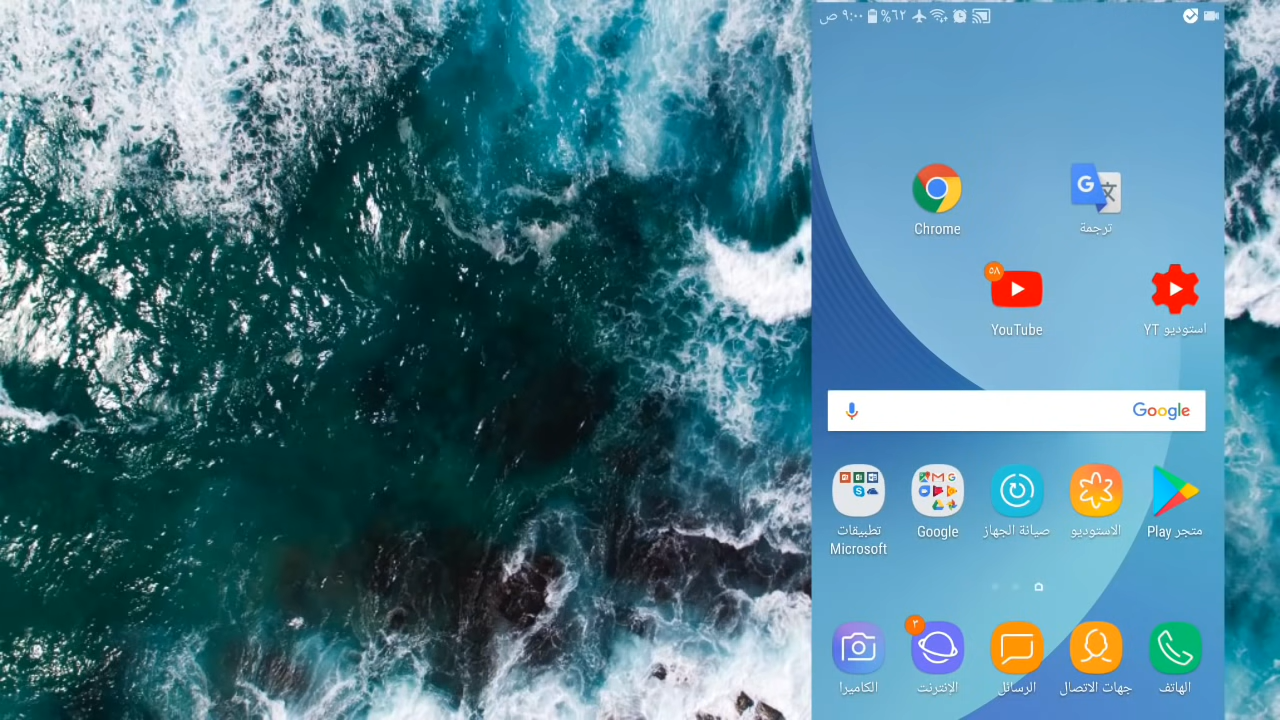 ٩:٠٠ ص
%٦٢
Chrome
ترجمة
٥٨
YouTube
استوديو YT
Google
تطبيقات
Microsoft
Google
صيانة الجهاز
الاستوديو
متجر Play
٣
الكاميرا
الإنترنت
الرسائل
جهات الاتصال
الهاتف